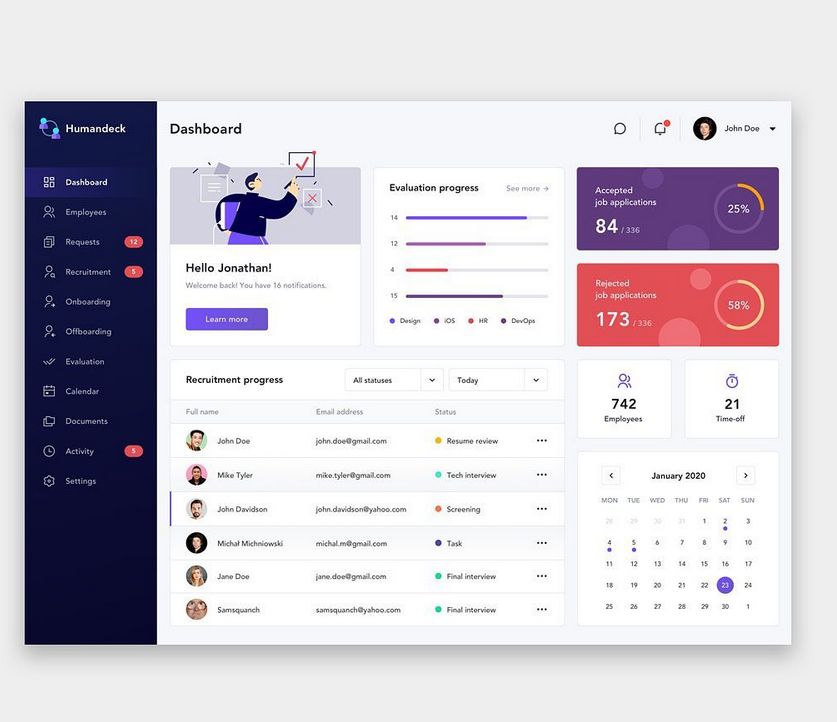 Humandeck
Dashboard
Employees
Requests 12
Recruitment 5
Onboarding
Offboarding
Evaluation
Calendar
Documents
Activity 5
Settings
Dashboard
John Doe
Hello Jonathan!
Welcome back! You have 16 notifications.
Learn more
Evaluation progress See more →
14
12
4
15
Design iOS HR DevOps
Accepted
job applications
84 / 336
25%
Rejected
job applications
173 / 336
58%
Recruitment progress All statuses Today
Full name Email address Status
John Doe john.doe@gmail.com Resume review
Mike Tyler mike.tyler@gmail.com Tech interview
John Davidson john.davidson@yahoo.com Screening
Michał Michniowski michal.m@gmail.com Task
Jane Doe jane.doe@gmail.com Final interview
Samsquanch samsquanch@yahoo.com Final interview
742
Employees
21
Time-off
January 2020
MON TUE WED THU FRI SAT SUN
28 29 30 31 1 2 3
4 5 6 7 8 9 10
11 12 13 14 15 16 17
18 19 20 21 22 23 24
25 26 27 28 29 30 1